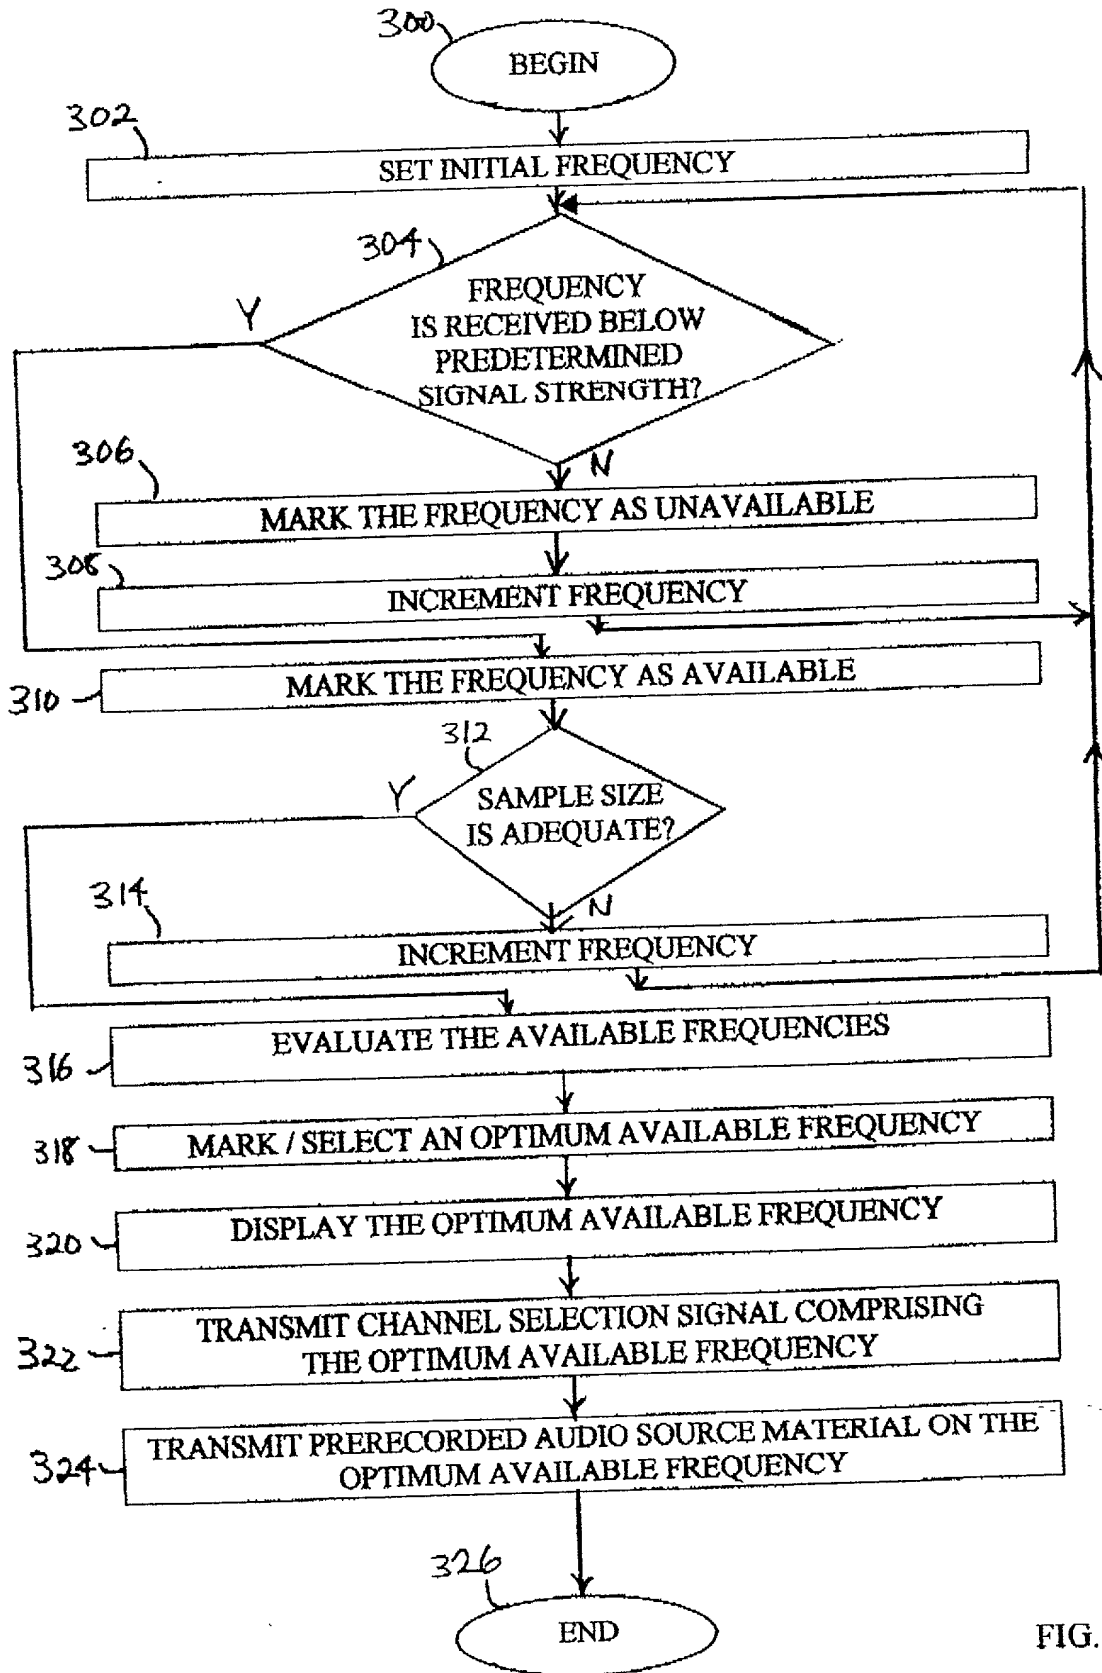 300
BEGIN
302
SET INITIAL FREQUENCY
304
FREQUENCY
IS RECEIVED BELOW
PREDETERMINED
SIGNAL STRENGTH?
Y
N
306
MARK THE FREQUENCY AS UNAVAILABLE
308
INCREMENT FREQUENCY
310
MARK THE FREQUENCY AS AVAILABLE
312
SAMPLE SIZE
IS ADEQUATE?
Y
N
314
INCREMENT FREQUENCY
316
EVALUATE THE AVAILABLE FREQUENCIES
318
MARK / SELECT AN OPTIMUM AVAILABLE FREQUENCY
320
DISPLAY THE OPTIMUM AVAILABLE FREQUENCY
322
TRANSMIT CHANNEL SELECTION SIGNAL COMPRISING
THE OPTIMUM AVAILABLE FREQUENCY
324
TRANSMIT PRERECORDED AUDIO SOURCE MATERIAL ON THE
OPTIMUM AVAILABLE FREQUENCY
326
END
FIG.